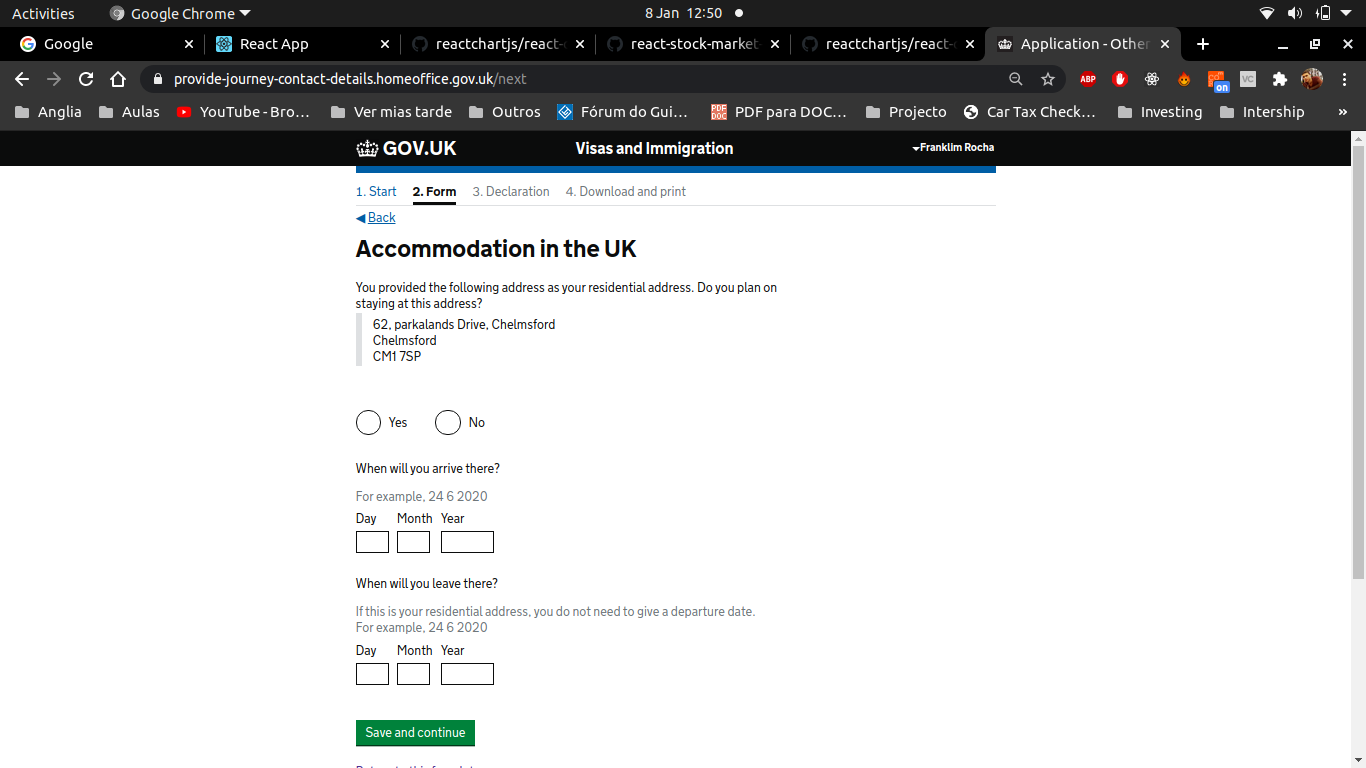 Activities Google Chrome 8 Jan 12:50
Google React App reactchartjs/react- react-stock-market- reactchartjs/react- Application - Other
provide-journey-contact-details.homeoffice.gov.uk/next ABP on VC
Anglia Aulas YouTube - Bro… Ver mias tarde Outros Fórum do Gui… PDF DOC PDF para DOC… Projecto Car Tax Check… Investing Intership »
GOV.UK Visas and Immigration Franklim Rocha
1. Start 2. Form 3. Declaration 4. Download and print
Back
Accommodation in the UK
You provided the following address as your residential address. Do you plan on
staying at this address?
62, parkalands Drive, Chelmsford
Chelmsford
CM1 7SP
Yes No
When will you arrive there?
For example, 24 6 2020
Day Month Year
When will you leave there?
If this is your residential address, you do not need to give a departure date.
For example, 24 6 2020
Day Month Year
Save and continue